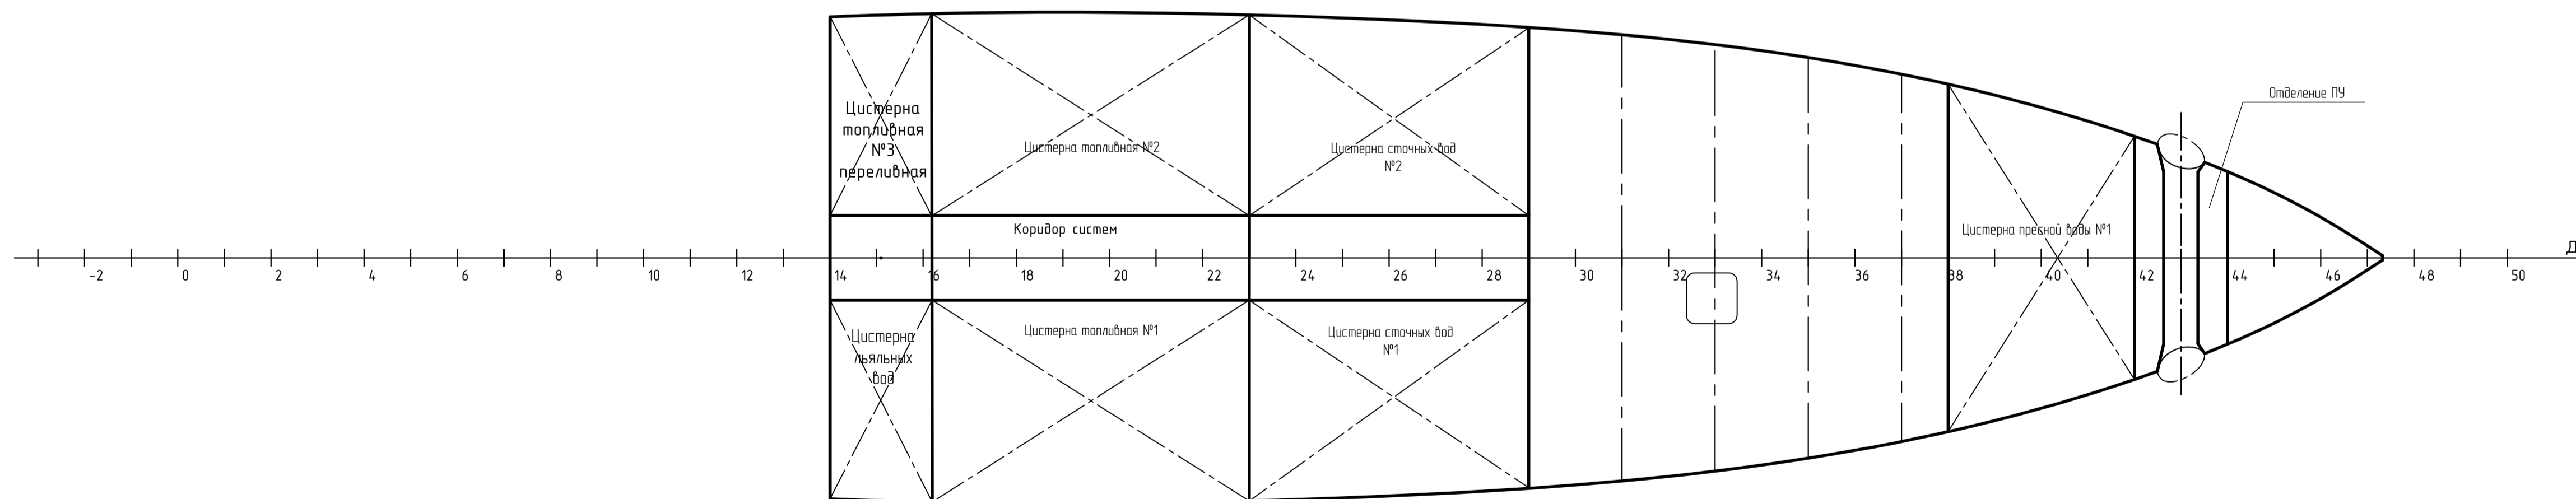 Отделение ПУ
Цистерна
топливная
№3
переливная
Цистерна топливная №2
Цистерна сточных вод
№2
Коридор систем
Цистерна пресной воды №1
-2 0 2 4 6 8 10 12 14 16 18 20 22 24 26 28 30 32 34 36 38 40 42 44 46 48 50
Цистерна
льяльных
вод
Цистерна топливная №1
Цистерна сточных вод
№1